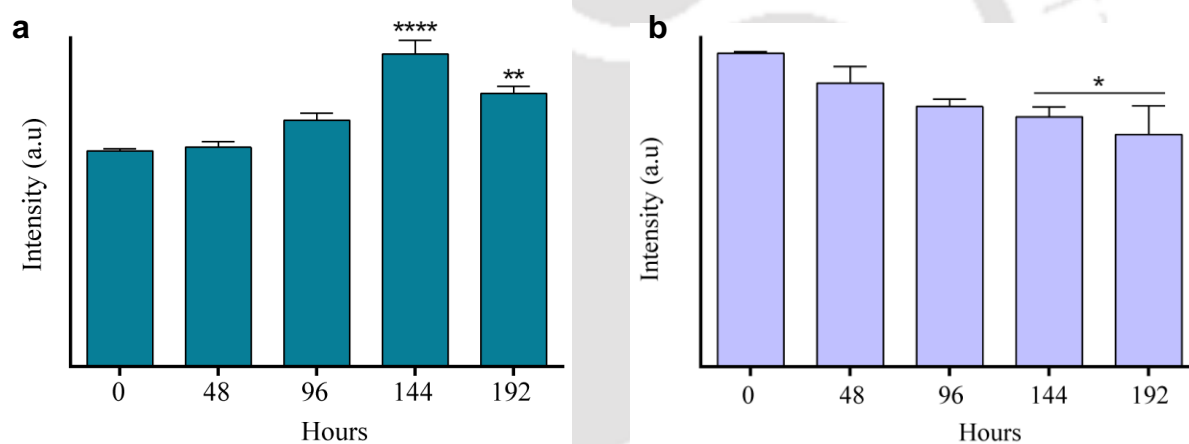 a
****
**
Intensity (a.u)
0 48 96 144 192
Hours
b
*
Intensity (a.u)
0 48 96 144 192
Hours